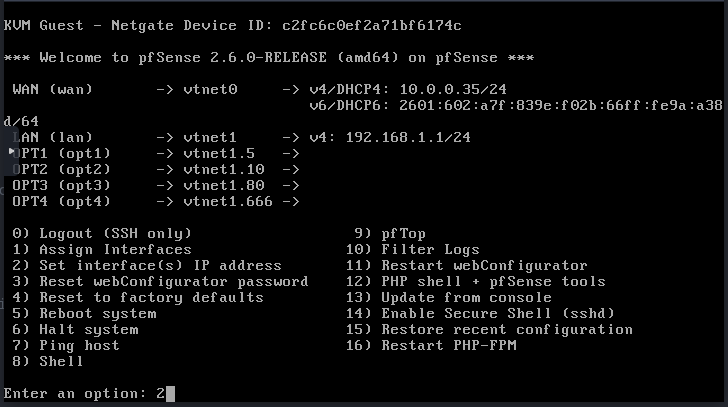 KVM Guest - Netgate Device ID: c2fc6c0ef2a71bf6174c
*** Welcome to pfSense 2.6.0-RELEASE (amd64) on pfSense ***
WAN (wan) -> vtnet0 -> v4/DHCP4: 10.0.0.35/24
v6/DHCP6: 2601:602:a7f:839e:f02b:66ff:fe9a:a38
d/64
LAN (lan) -> vtnet1 -> v4: 192.168.1.1/24
OPT1 (opt1) -> vtnet1.5 ->
OPT2 (opt2) -> vtnet1.10 ->
OPT3 (opt3) -> vtnet1.80 ->
OPT4 (opt4) -> vtnet1.666 ->
0) Logout (SSH only) 9) pfTop
1) Assign Interfaces 10) Filter Logs
2) Set interface(s) IP address 11) Restart webConfigurator
3) Reset webConfigurator password 12) PHP shell + pfSense tools
4) Reset to factory defaults 13) Update from console
5) Reboot system 14) Enable Secure Shell (sshd)
6) Halt system 15) Restore recent configuration
7) Ping host 16) Restart PHP-FPM
8) Shell
Enter an option: 2